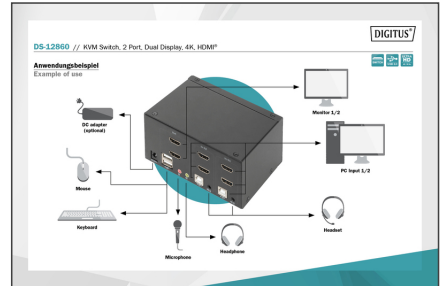 DIGITUS®
DS-12860 // KVM Switch, 2 Port, Dual Display, 4K, HDMI®
Anwendungsbeispiel
Example of use
Monitor 1/2
DC adapter
(optional)
PC Input 1/2
Mouse
Keyboard
Headset
Headphone
Microphone